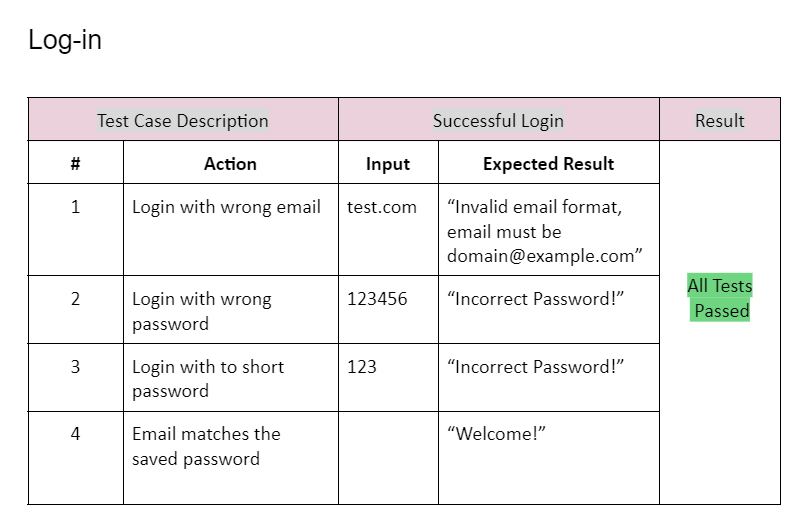 Log-in
Test Case Description
Successful Login
Result
#
Action
Input
Expected Result
1
Login with wrong email
test.com
“Invalid email format,
email must be
domain@example.com”
2
Login with wrong
password
123456
“Incorrect Password!”
3
Login with to short
password
123
“Incorrect Password!”
4
Email matches the
saved password
“Welcome!”
All Tests
Passed